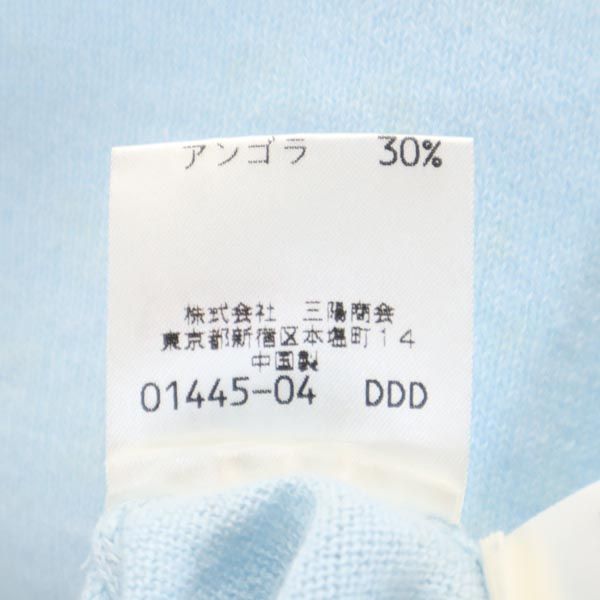 アンゴラ 30%
株式会社 三陽商会
東京都新宿区本塩町14
中国製
01445-04 DDD